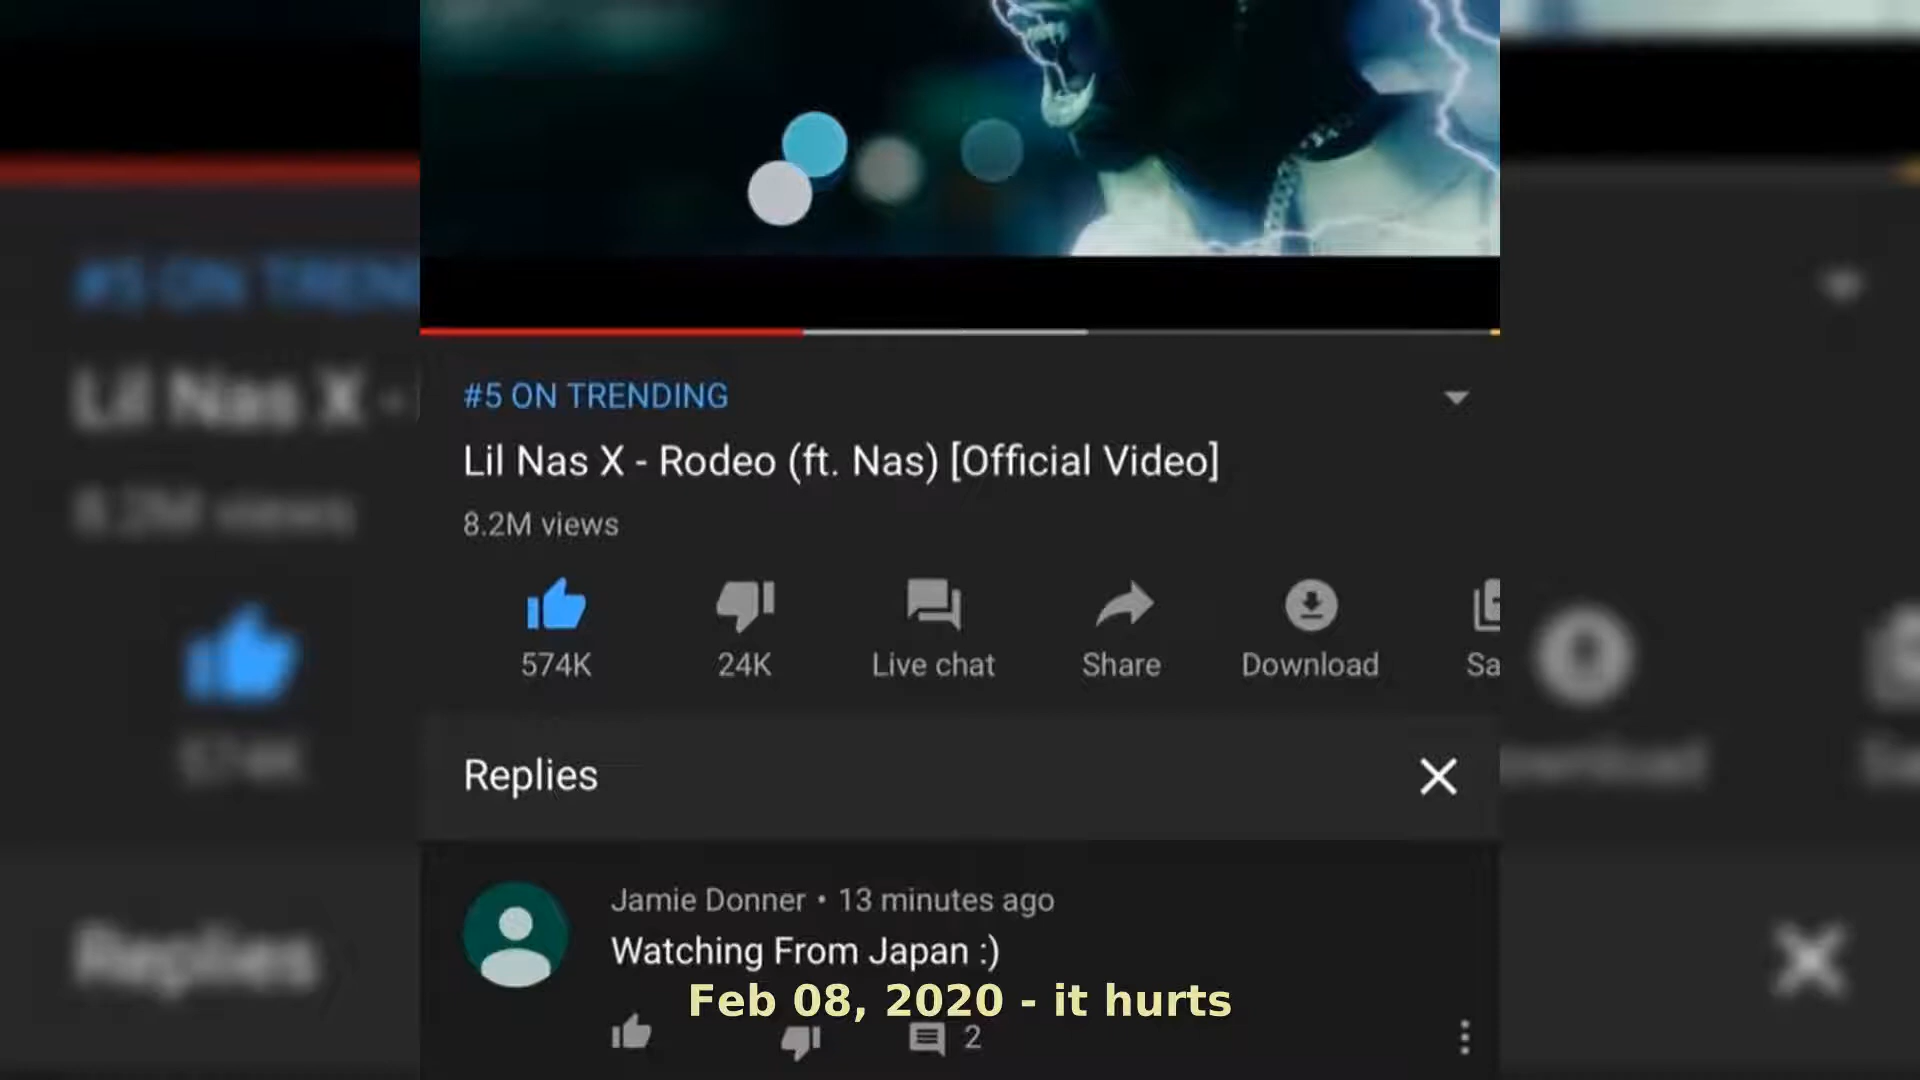 #5 ON TRENDING
Lil Nas X - Rodeo (ft. Nas) [Official Video]
8.2M views
574K 24K Live chat Share Download Sa
Replies
Jamie Donner • 13 minutes ago
Watching From Japan :)
Feb 08, 2020 - it hurts
2